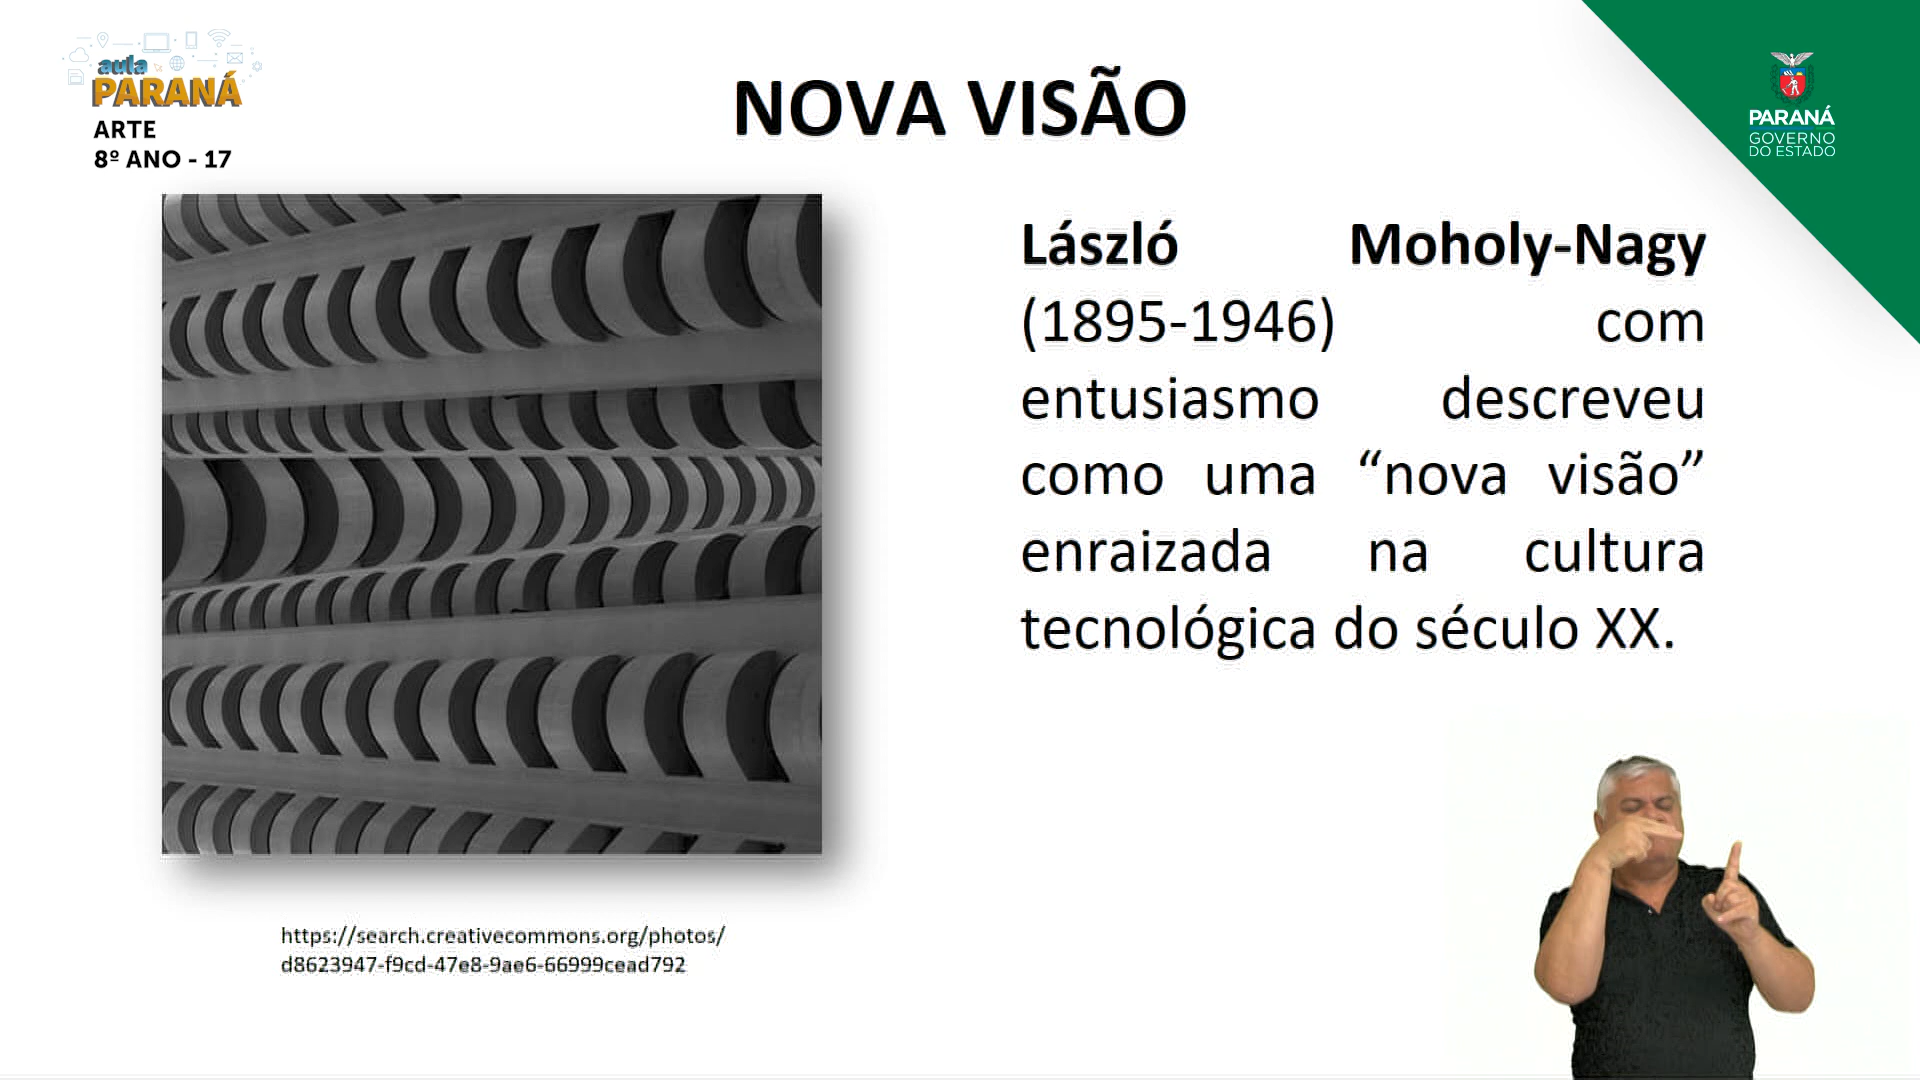 aula
PARANÁ
ARTE
8º ANO - 17
NOVA VISÃO
PARANÁ
GOVERNO
DO ESTADO
László Moholy-Nagy
(1895-1946) com
entusiasmo descreveu
como uma “nova visão”
enraizada na cultura
tecnológica do século XX.
https://search.creativecommons.org/photos/
d8623947-f9cd-47e8-9ae6-66999cead792